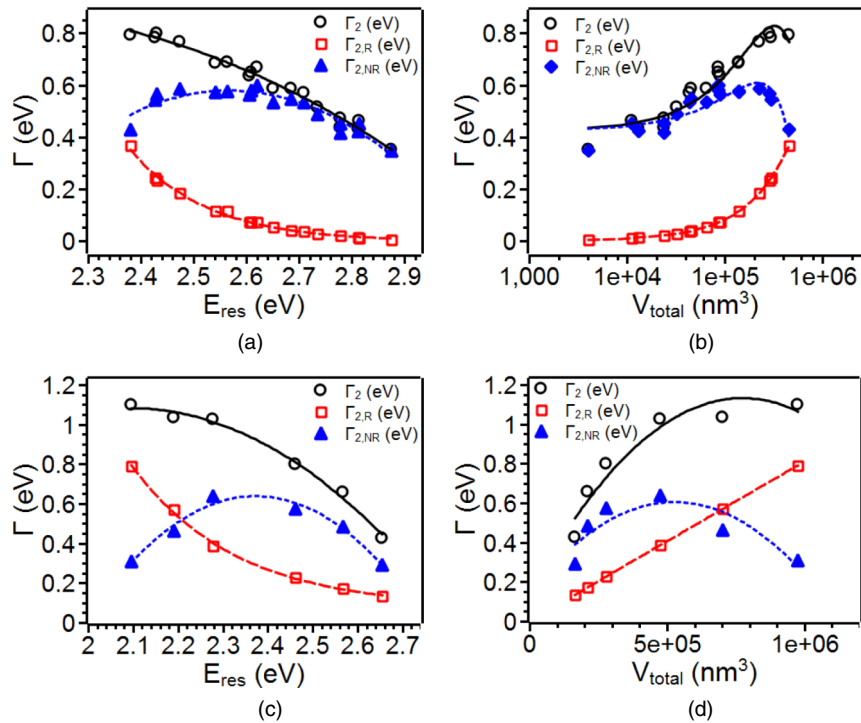 Γ (eV)
0.8
0.6
0.4
0.2
0
Γ₂ (eV)
Γ₂,R (eV)
Γ₂,NR (eV)
2.3 2.4 2.5 2.6 2.7 2.8 2.9
E_res (eV)
(a)
Γ (eV)
0.8
0.6
0.4
0.2
0
Γ₂ (eV)
Γ₂,R (eV)
Γ₂,NR (eV)
1,000 1e+04 1e+05 1e+06
V_total (nm³)
(b)
Γ (eV)
1.2
1
0.8
0.6
0.4
0.2
0
Γ₂ (eV)
Γ₂,R (eV)
Γ₂,NR (eV)
2 2.1 2.2 2.3 2.4 2.5 2.6 2.7
E_res (eV)
(c)
Γ (eV)
1.2
1
0.8
0.6
0.4
0.2
0
Γ₂ (eV)
Γ₂,R (eV)
Γ₂,NR (eV)
0 5e+05 1e+06
V_total (nm³)
(d)